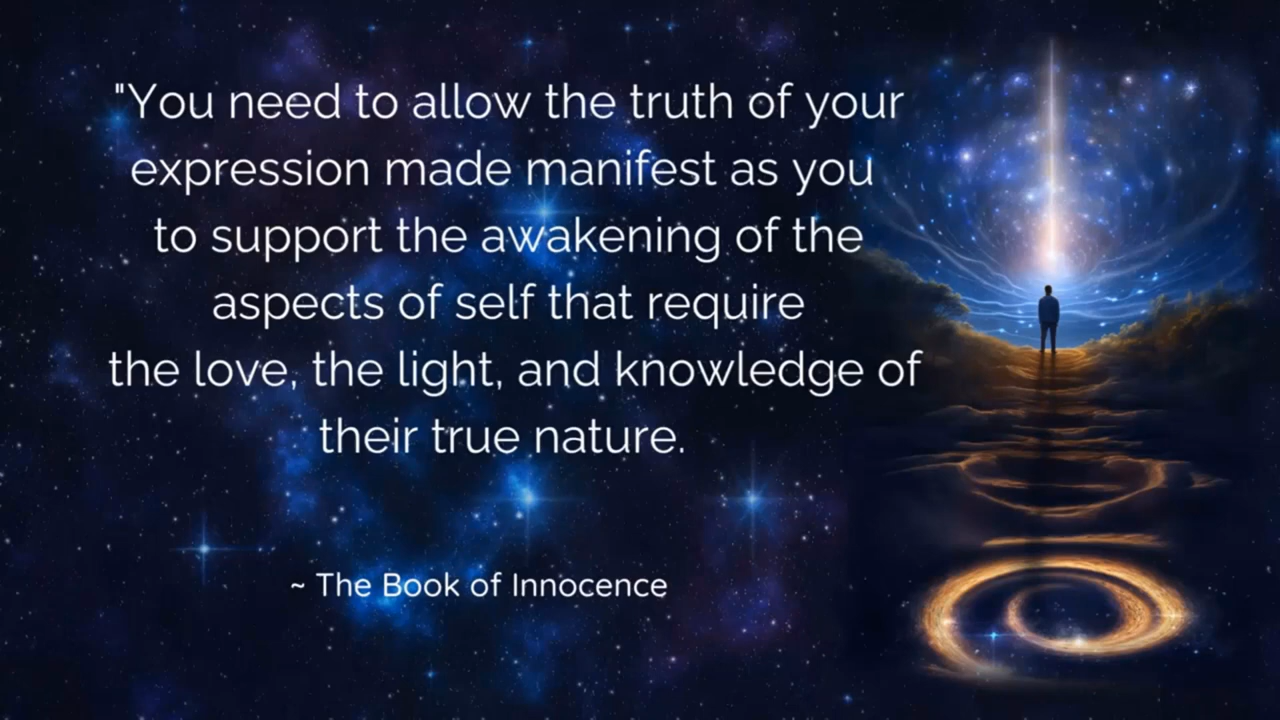 "You need to allow the truth of your
expression made manifest as you
to support the awakening of the
aspects of self that require
the love, the light, and knowledge of
their true nature.
~ The Book of Innocence